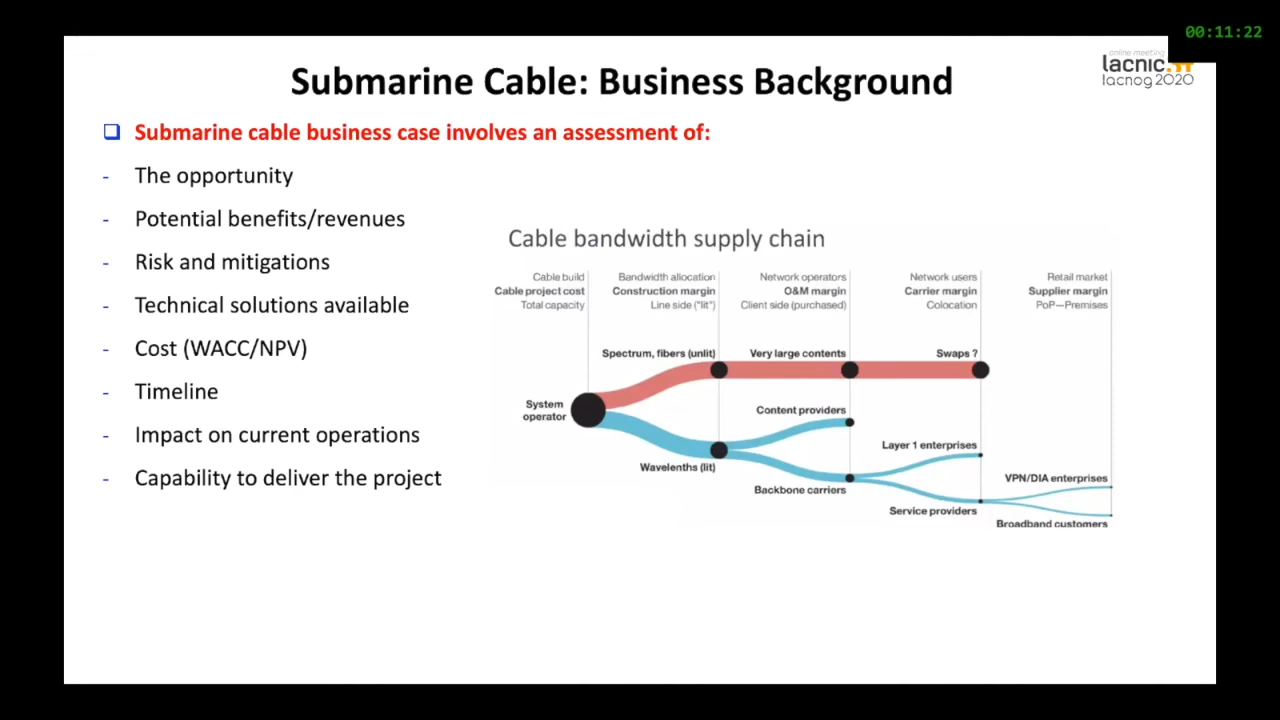 00:11:22
online meeting
lacnic
lacnog 2020
Submarine Cable: Business Background
Submarine cable business case involves an assessment of:
- The opportunity
- Potential benefits/revenues
- Risk and mitigations
- Technical solutions available
- Cost (WACC/NPV)
- Timeline
- Impact on current operations
- Capability to deliver the project
Cable bandwidth supply chain
Cable build
Cable project cost
Total capacity
Bandwidth allocation
Construction margin
Line side ("lit")
Network operators
O&M margin
Client side (purchased)
Network users
Carrier margin
Colocation
Retail market
Supplier margin
PoP—Premises
Spectrum, fibers (unlit)
Very large contents
Swaps ?
System
operator
Content providers
Layer 1 enterprises
Wavelenths (lit)
Backbone carriers
VPN/DIA enterprises
Service providers
Broadband customers